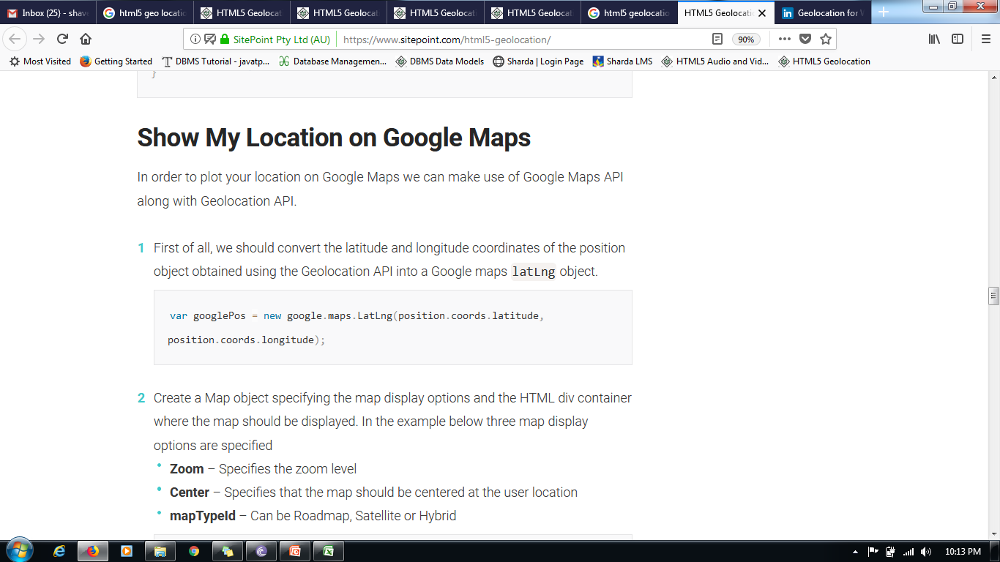 Inbox (25) - shav
html5 geo locatio
HTML5 Geolocat
HTML5 Geolocat
HTML5 Geolocati
HTML5 Geolocat
html5 geolocatio
HTML5 Geolocatio
Geolocation for W
SitePoint Pty Ltd (AU)
https://www.sitepoint.com/html5-geolocation/
90%
Most Visited
Getting Started
DBMS Tutorial - javatp...
Database Managemen...
DBMS Data Models
Sharda | Login Page
Sharda LMS
HTML5 Audio and Vid...
HTML5 Geolocation
}
Show My Location on Google Maps
In order to plot your location on Google Maps we can make use of Google Maps API
along with Geolocation API.
1 First of all, we should convert the latitude and longitude coordinates of the position
object obtained using the Geolocation API into a Google maps latLng object.
var googlePos = new google.maps.LatLng(position.coords.latitude,
position.coords.longitude);
2 Create a Map object specifying the map display options and the HTML div container
where the map should be displayed. In the example below three map display
options are specified
• Zoom – Specifies the zoom level
• Center – Specifies that the map should be centered at the user location
• mapTypeId – Can be Roadmap, Satellite or Hybrid
10:13 PM